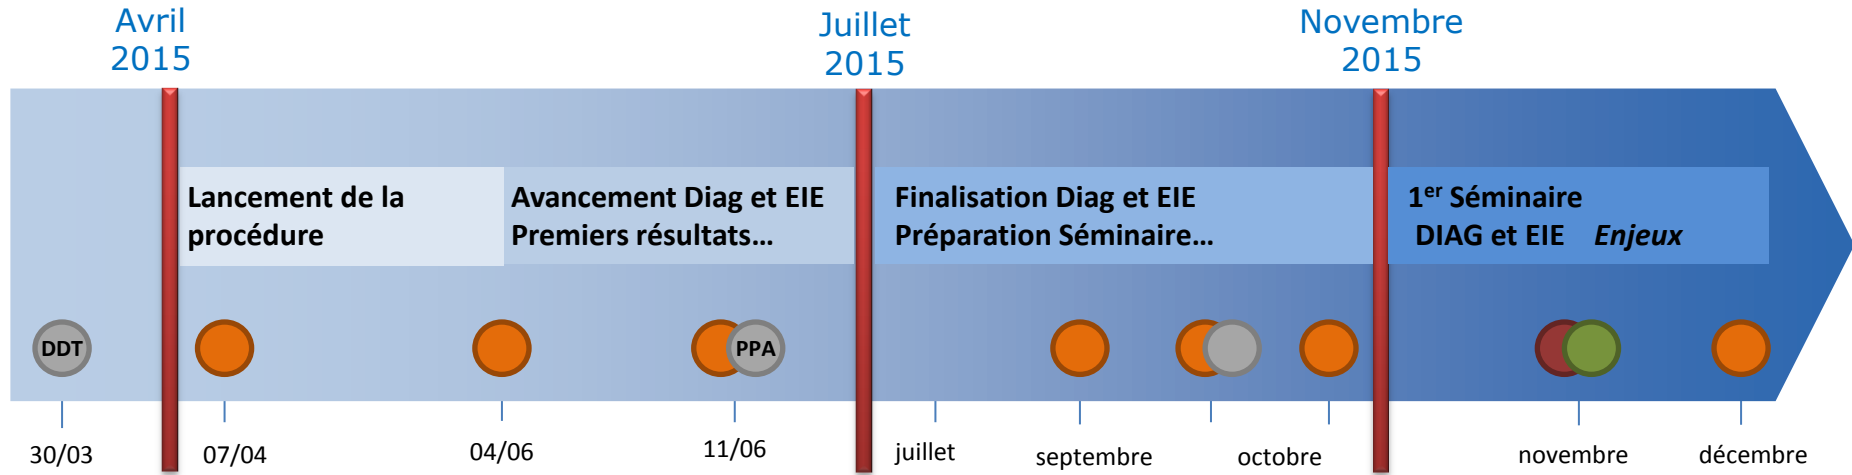 Avril
2015
Juillet
2015
Novembre
2015
Lancement de la
procédure
Avancement Diag et EIE
Premiers résultats…
Finalisation Diag et EIE
Préparation Séminaire…
1er Séminaire
DIAG et EIE Enjeux
DDT
PPA
30/03
07/04
04/06
11/06
juillet
septembre
octobre
novembre
décembre